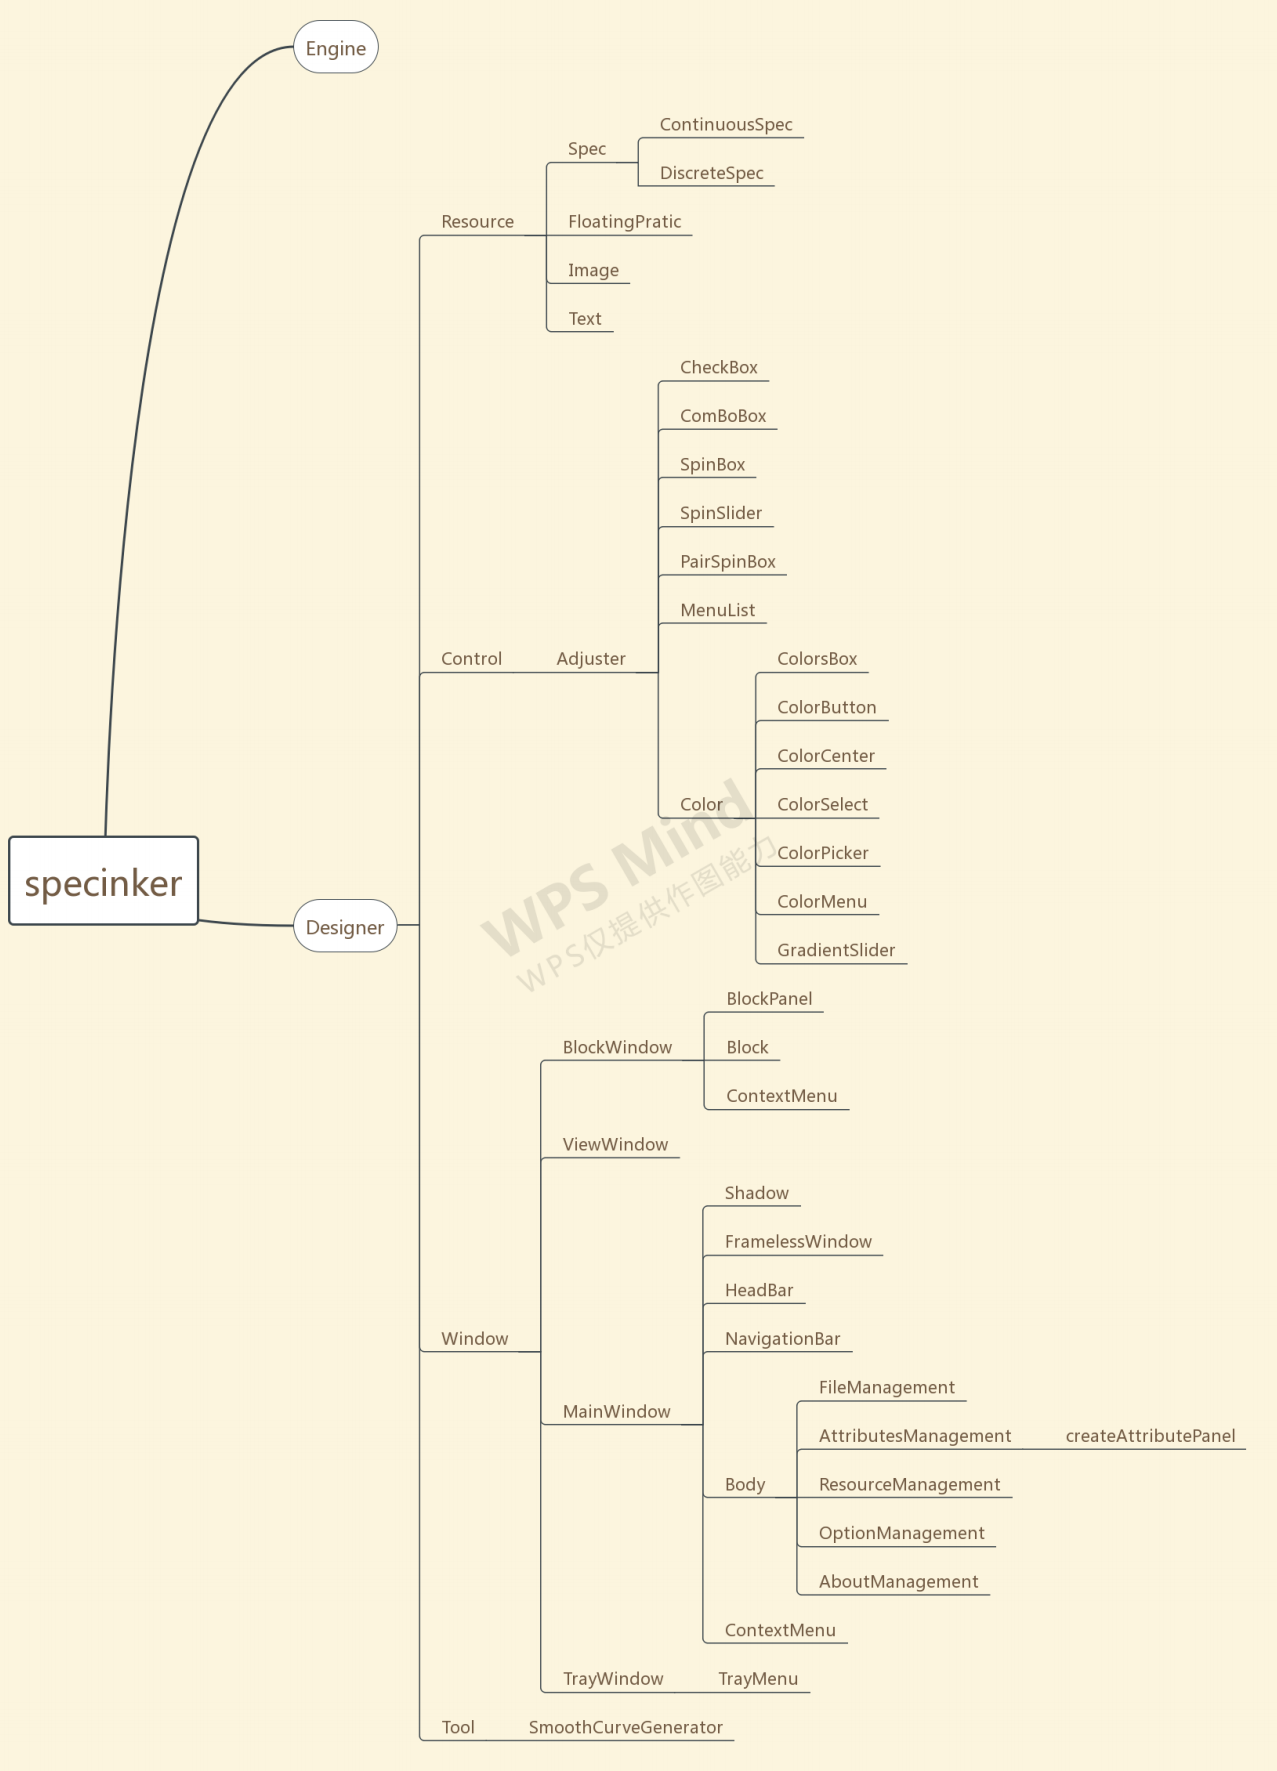 Engine
ContinuousSpec
Spec
DiscreteSpec
Resource
FloatingPratic
Image
Text
CheckBox
ComBoBox
SpinBox
SpinSlider
PairSpinBox
MenuList
Control
Adjuster
ColorsBox
ColorButton
ColorCenter
Color
ColorSelect
ColorPicker
ColorMenu
GradientSlider
specinker
Designer
WPS Mind
WPS仅提供作图能力
BlockPanel
BlockWindow
Block
ContextMenu
ViewWindow
Shadow
FramelessWindow
HeadBar
Window
NavigationBar
FileManagement
MainWindow
AttributesManagement
createAttributePanel
Body
ResourceManagement
OptionManagement
AboutManagement
ContextMenu
TrayWindow
TrayMenu
Tool
SmoothCurveGenerator